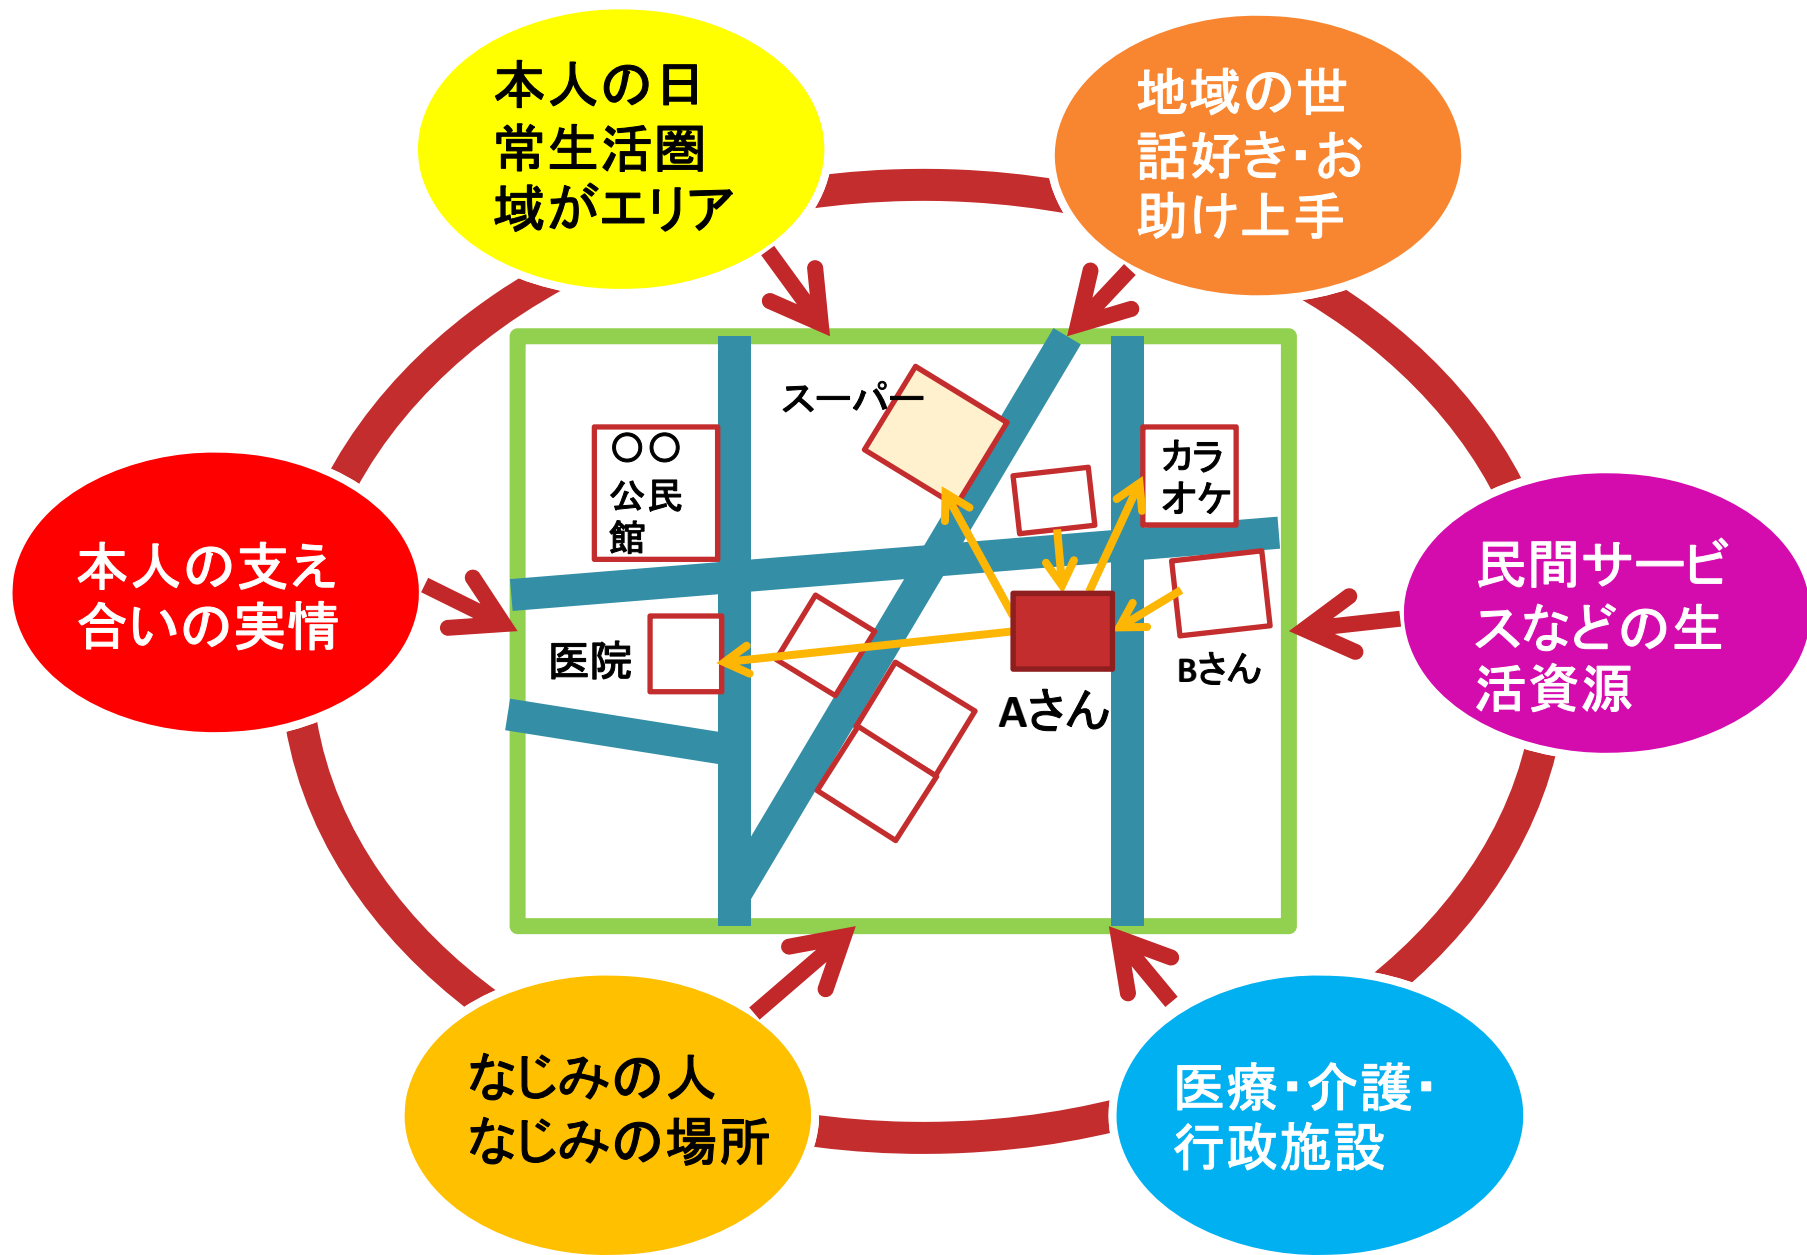 本人の日
常生活圏
域がエリア
地域の世
話好き・お
助け上手
スーパー
〇〇
公民
館
カラ
オケ
本人の支え
合いの実情
民間サービ
スなどの生
活資源
医院
Bさん
Aさん
なじみの人
なじみの場所
医療・介護・
行政施設